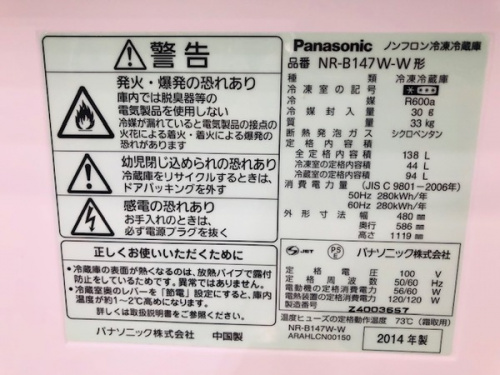 警告
発火・爆発の恐れあり
庫内では脱臭器等の
電気製品を使用しない
冷媒が漏れていると電気製品の接点の
火花による着火・着火による爆発の
恐れがあります
幼児閉じ込められの恐れあり
冷蔵庫をリサイクルするときは、
ドアパッキングを外す
感電の恐れあり
お手入れのときは、
必ず電源プラグを抜く
正しくお使いいただくために
・冷蔵庫の表面が熱くなるのは、放熱パイプで露付
防止をしているためです。異常ではありません。
・冷蔵室奥のレバーを「節電」設定にすると、庫内
温度が約1~2℃高めになります。
詳しくは取扱説明書をご参照ください。
パナソニック株式会社 中国製
Panasonic ノンフロン冷凍冷蔵庫
品番 NR-B147W-W 形
種類 冷凍冷蔵庫
冷凍室の記号
冷媒 R600a
冷媒封入量 30 g
質量 33 kg
断熱発泡ガス シクロペンタン
定格内容積
全定格内容積 138 L
冷凍室の定格内容積 44 L
冷蔵室の定格内容積 94 L
消費電力量 (JIS C 9801-2006年)
50Hz 280kWh/年
60Hz 280kWh/年
外形寸法 幅 480 mm
奥行 586 mm
高さ 1119 mm
JET PS E パナソニック株式会社
定格電圧 100 V
定格周波数 50/60 Hz
電動機の定格消費電力 56/60 W
電熱装置の定格消費電力 120/120 W
製造番号 Z4003657
温度ヒューズの定格動作温度 73℃ (霜取用)
NR-B147W-W
ARAHLCN00150 2014 年製